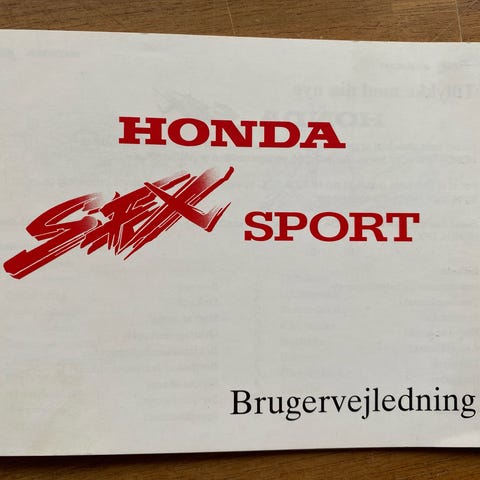 HONDA
SFX SPORT
Brugervejledning